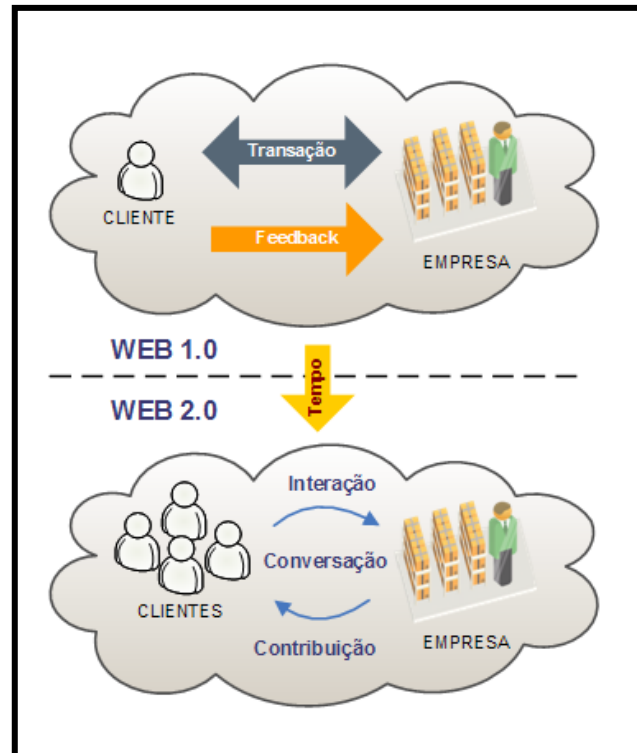 Transação
CLIENTE
Feedback
EMPRESA
WEB 1.0
Tempo
WEB 2.0
Interação
Conversação
CLIENTES
Contribuição
EMPRESA